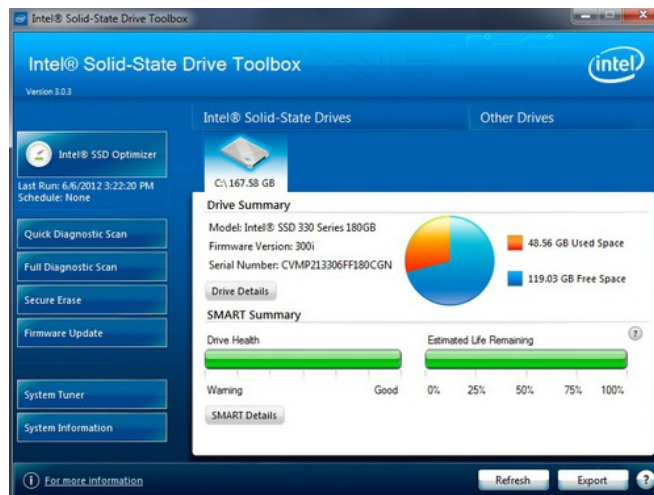 Intel® Solid-State Drive Toolbox
Intel® Solid-State Drive Toolbox
intel
Version 3.0.3
Intel® Solid-State Drives
Other Drives
Intel® SSD Optimizer
Last Run: 6/6/2012 3:22:20 PM
Schedule: None
Quick Diagnostic Scan
Full Diagnostic Scan
Secure Erase
Firmware Update
System Tuner
System Information
C:\ 167.58 GB
Drive Summary
Model: Intel® SSD 330 Series 180GB
Firmware Version: 300i
Serial Number: CVMP213306FF180CGN
48.56 GB Used Space
119.03 GB Free Space
Drive Details
SMART Summary
Drive Health
Estimated Life Remaining
?
Warning Good
0% 25% 50% 75% 100%
SMART Details
i For more information
Refresh
Export
?